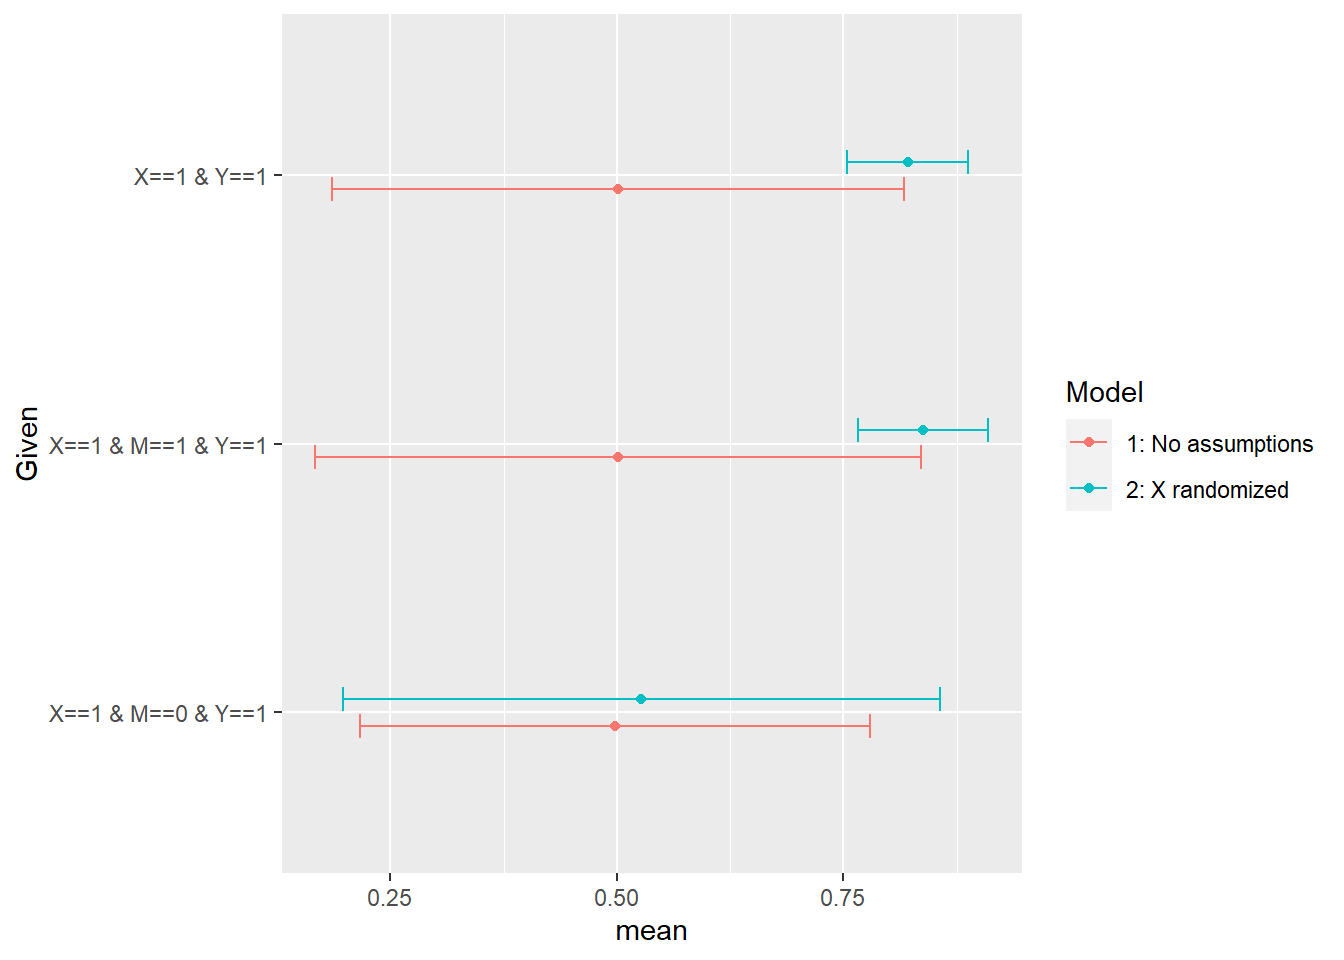 X==1 & Y==1
X==1 & M==1 & Y==1
X==1 & M==0 & Y==1
Given
0.25 0.50 0.75
mean
Model
1: No assumptions
2: X randomized